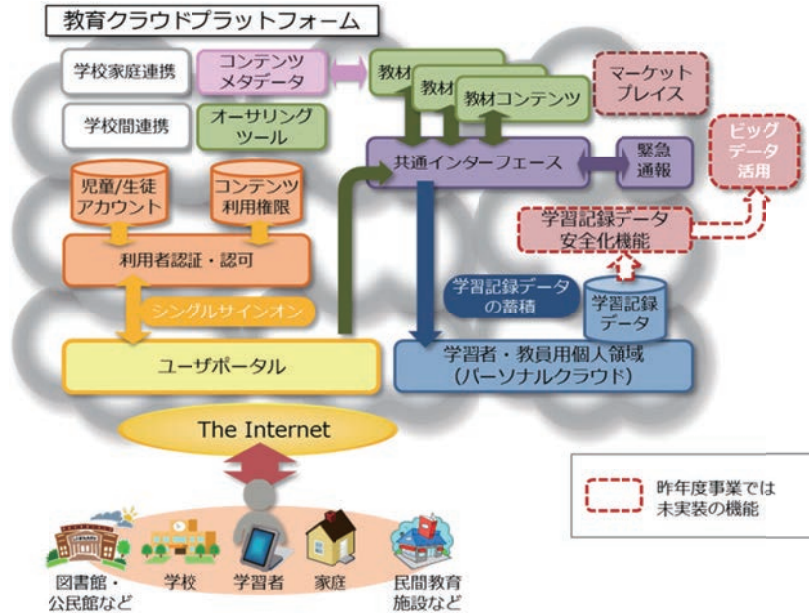 教育クラウドプラットフォーム
学校家庭連携
コンテンツ
メタデータ
教材
教材
教材コンテンツ
マーケット
プレイス
学校間連携
オーサリング
ツール
共通インターフェース
緊急
通報
ビッグ
データ
活用
児童/生徒
アカウント
コンテンツ
利用権限
学習記録データ
安全化機能
利用者認証・認可
シングルサインオン
学習記録データ
の蓄積
学習記録
データ
ユーザポータル
学習者・教員用個人領域
(パーソナルクラウド)
The Internet
昨年度事業では
未実装の機能
図書館・
公民館など
学校
学習者
家庭
民間教育
施設など